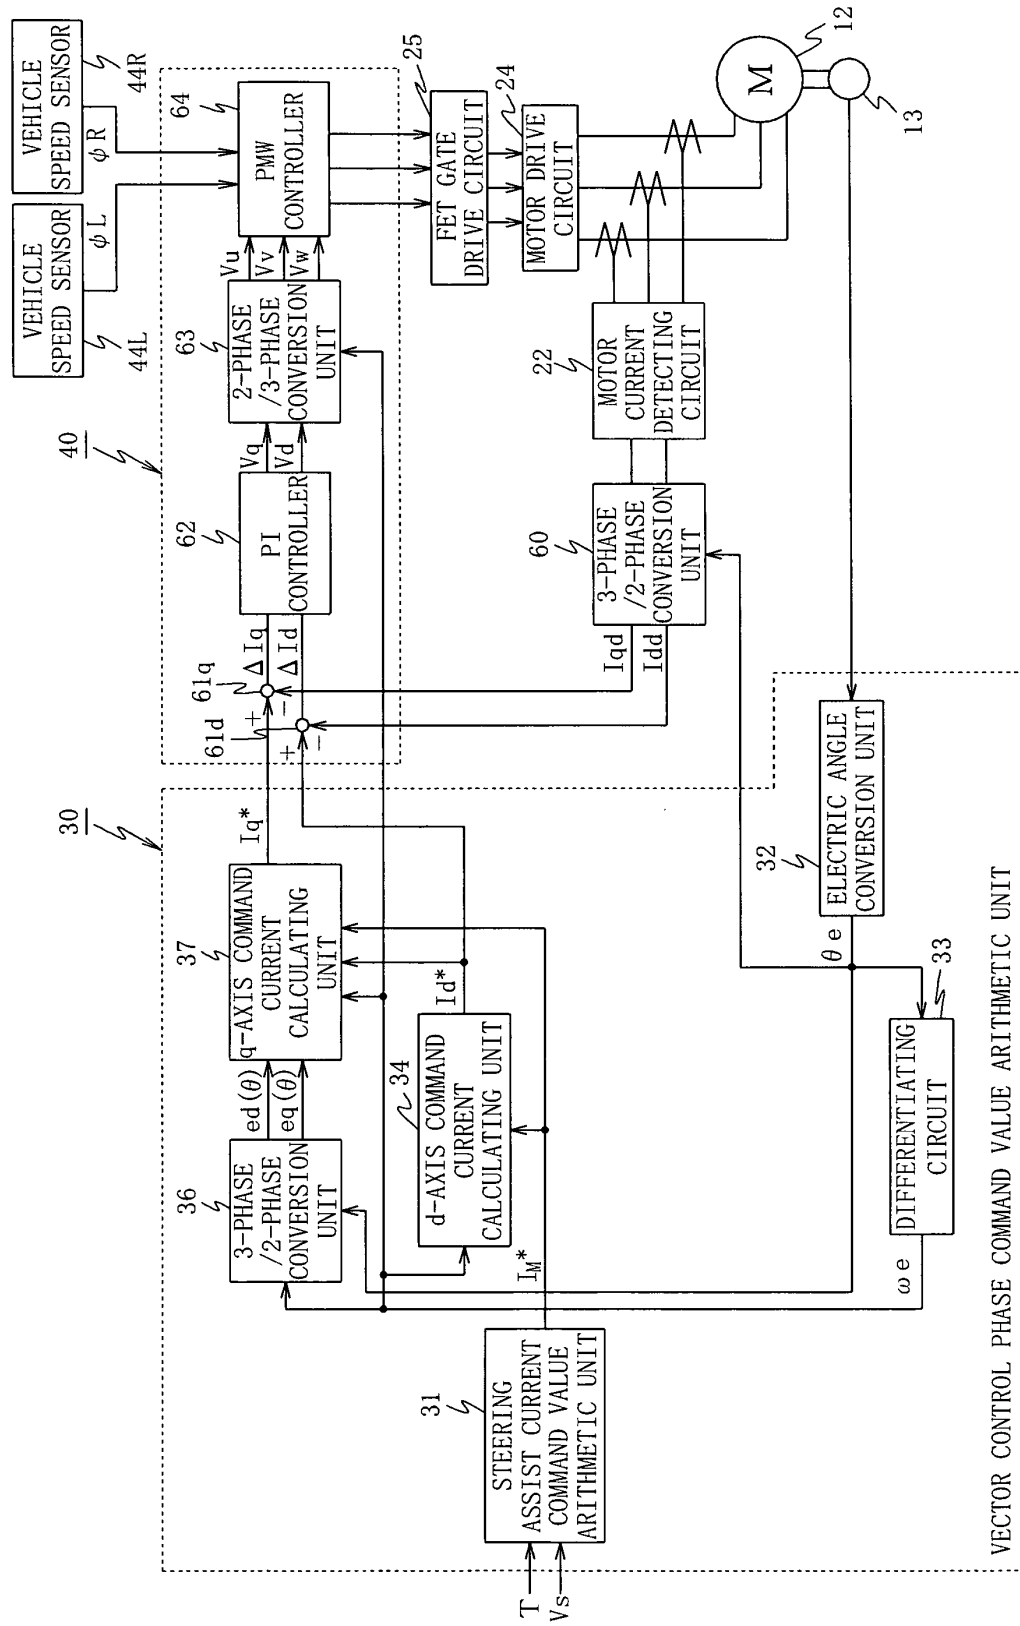 VEHICLE
SPEED SENSOR
44L
φL
VEHICLE
SPEED SENSOR
44R
φR
30
40
36
3-PHASE
/2-PHASE
CONVERSION
UNIT
ed(θ)
eq(θ)
37
q-AXIS COMMAND
CURRENT
CALCULATING
UNIT
Iq*
61q
61d
+
−
+
−
ΔIq
ΔId
62
PI
CONTROLLER
Vq
Vd
63
2-PHASE
/3-PHASE
CONVERSION
UNIT
Vu
Vv
Vw
64
PMW
CONTROLLER
34
d-AXIS COMMAND
CURRENT
CALCULATING UNIT
Id*
25
FET GATE
DRIVE CIRCUIT
24
MOTOR DRIVE
CIRCUIT
T
Vs
31
STEERING
ASSIST CURRENT
COMMAND VALUE
ARITHMETIC UNIT
IM*
Iqd
Idd
60
3-PHASE
/2-PHASE
CONVERSION
UNIT
22
MOTOR
CURRENT
DETECTING
CIRCUIT
M
12
13
32
ELECTRIC ANGLE
CONVERSION UNIT
θe
33
DIFFERENTIATING
CIRCUIT
ωe
VECTOR CONTROL PHASE COMMAND VALUE ARITHMETIC UNIT